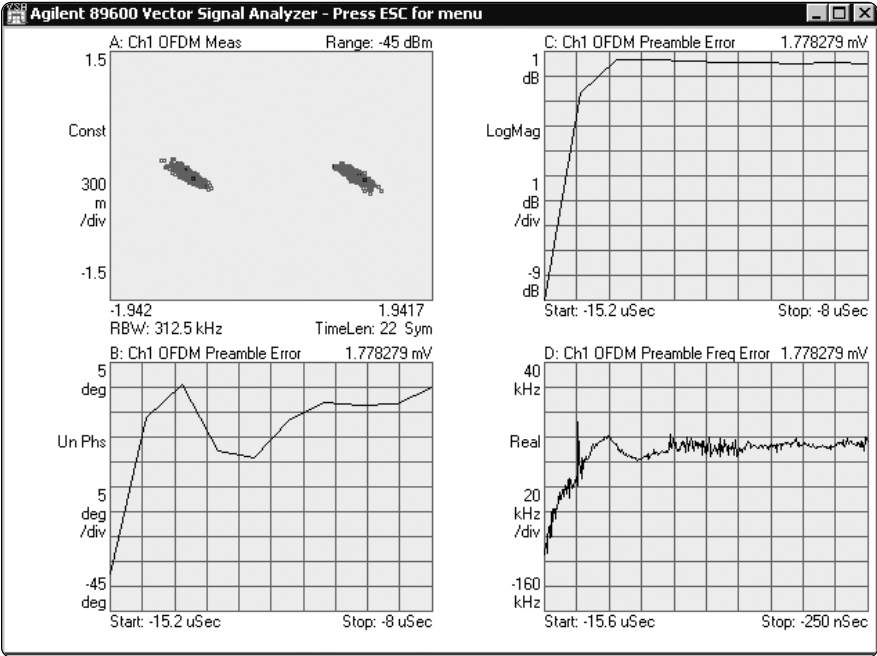 Agilent 89600 Vector Signal Analyzer - Press ESC for menu
A: Ch1 OFDM Meas Range: -45 dBm
1.5
Const
300
m
/div
-1.5
-1.942 1.9417
RBW: 312.5 kHz TimeLen: 22 Sym
C: Ch1 OFDM Preamble Error 1.778279 mV
1
dB
LogMag
1
dB
/div
-9
dB
Start: -15.2 uSec Stop: -8 uSec
B: Ch1 OFDM Preamble Error 1.778279 mV
5
deg
Un Phs
5
deg
/div
-45
deg
Start: -15.2 uSec Stop: -8 uSec
D: Ch1 OFDM Preamble Freq Error 1.778279 mV
40
kHz
Real
20
kHz
/div
-160
kHz
Start: -15.6 uSec Stop: -250 nSec